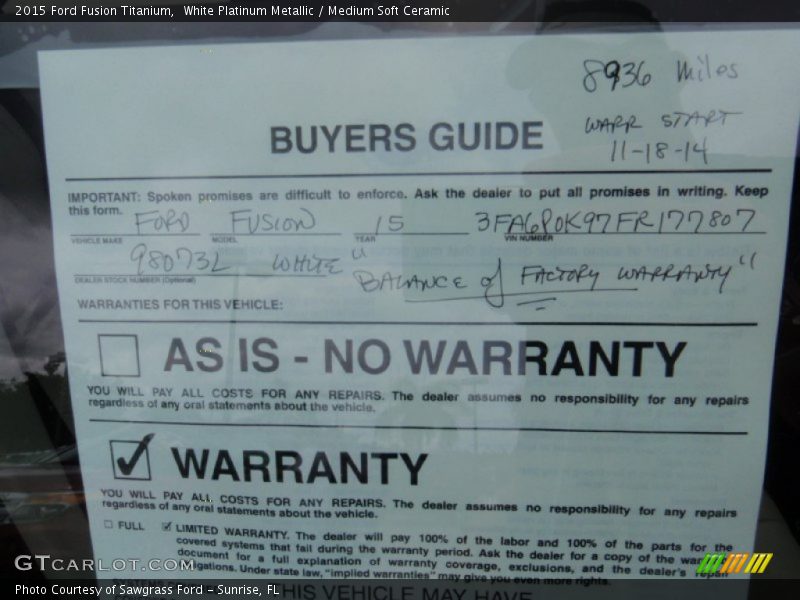 2015 Ford Fusion Titanium,  White Platinum Metallic / Medium Soft Ceramic
8936 Miles
WARR START
11-18-14
BUYERS GUIDE
IMPORTANT: Spoken promises are difficult to enforce. Ask the dealer to put all promises in writing. Keep
this form.
FORD FUSION 15 3FA6P0K97FR177807
VEHICLE MAKE MODEL YEAR VIN NUMBER
98073L WHITE "BALANCE of FACTORY WARRANTY"
DEALER STOCK NUMBER (Optional)
WARRANTIES FOR THIS VEHICLE:
AS IS - NO WARRANTY
YOU WILL PAY ALL COSTS FOR ANY REPAIRS. The dealer assumes no responsibility for any repairs
regardless of any oral statements about the vehicle.
WARRANTY
YOU WILL PAY ALL COSTS FOR ANY REPAIRS. The dealer assumes no responsibility for any repairs
regardless of any oral statements about the vehicle.
FULL LIMITED WARRANTY. The dealer will pay 100% of the labor and 100% of the parts for the
covered systems that fail during the warranty period. Ask the dealer for a copy of the
document for a full explanation of warranty coverage, exclusions, and the dealer's repair
obligations. Under state law, "implied warranties" may give you even more rights.
THIS VEHICLE MAY HAVE
GTCARLOT.COM
Photo Courtesy of Sawgrass Ford – Sunrise, FL